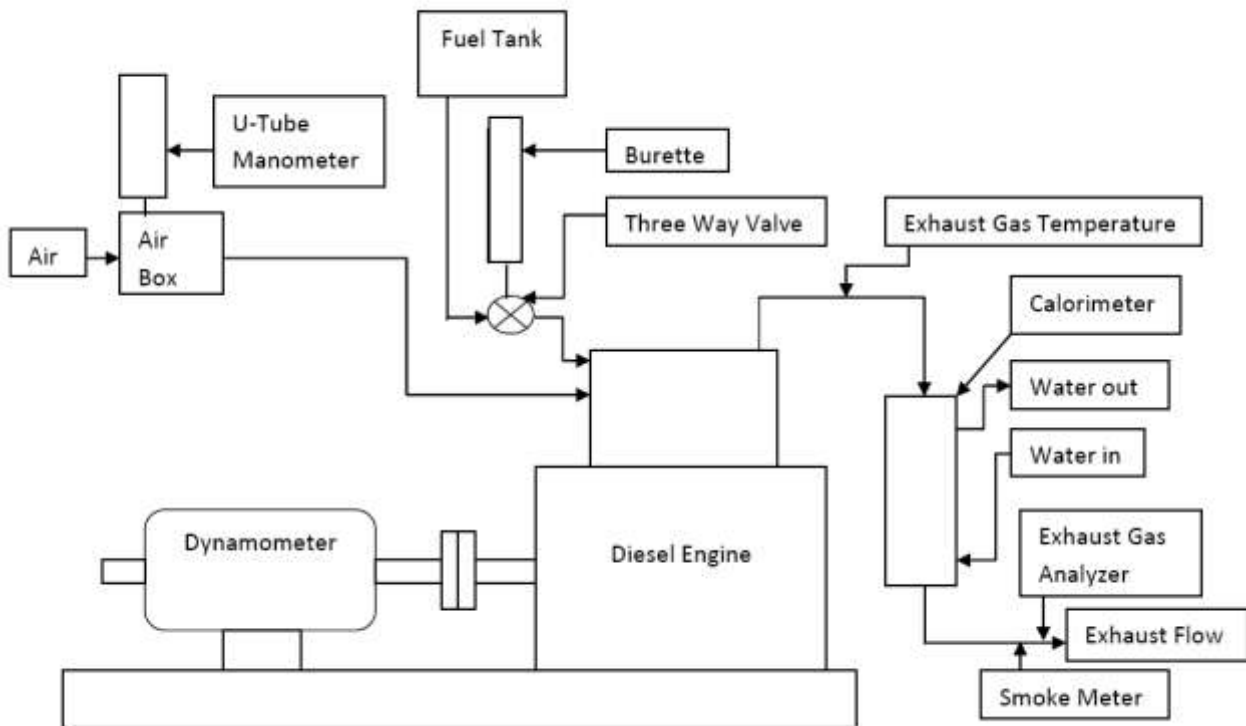 Fuel Tank
U-Tube
Manometer
Burette
Three Way Valve
Exhaust Gas Temperature
Air
Air
Box
Calorimeter
Water out
Water in
Dynamometer
Diesel Engine
Exhaust Gas
Analyzer
Exhaust Flow
Smoke Meter